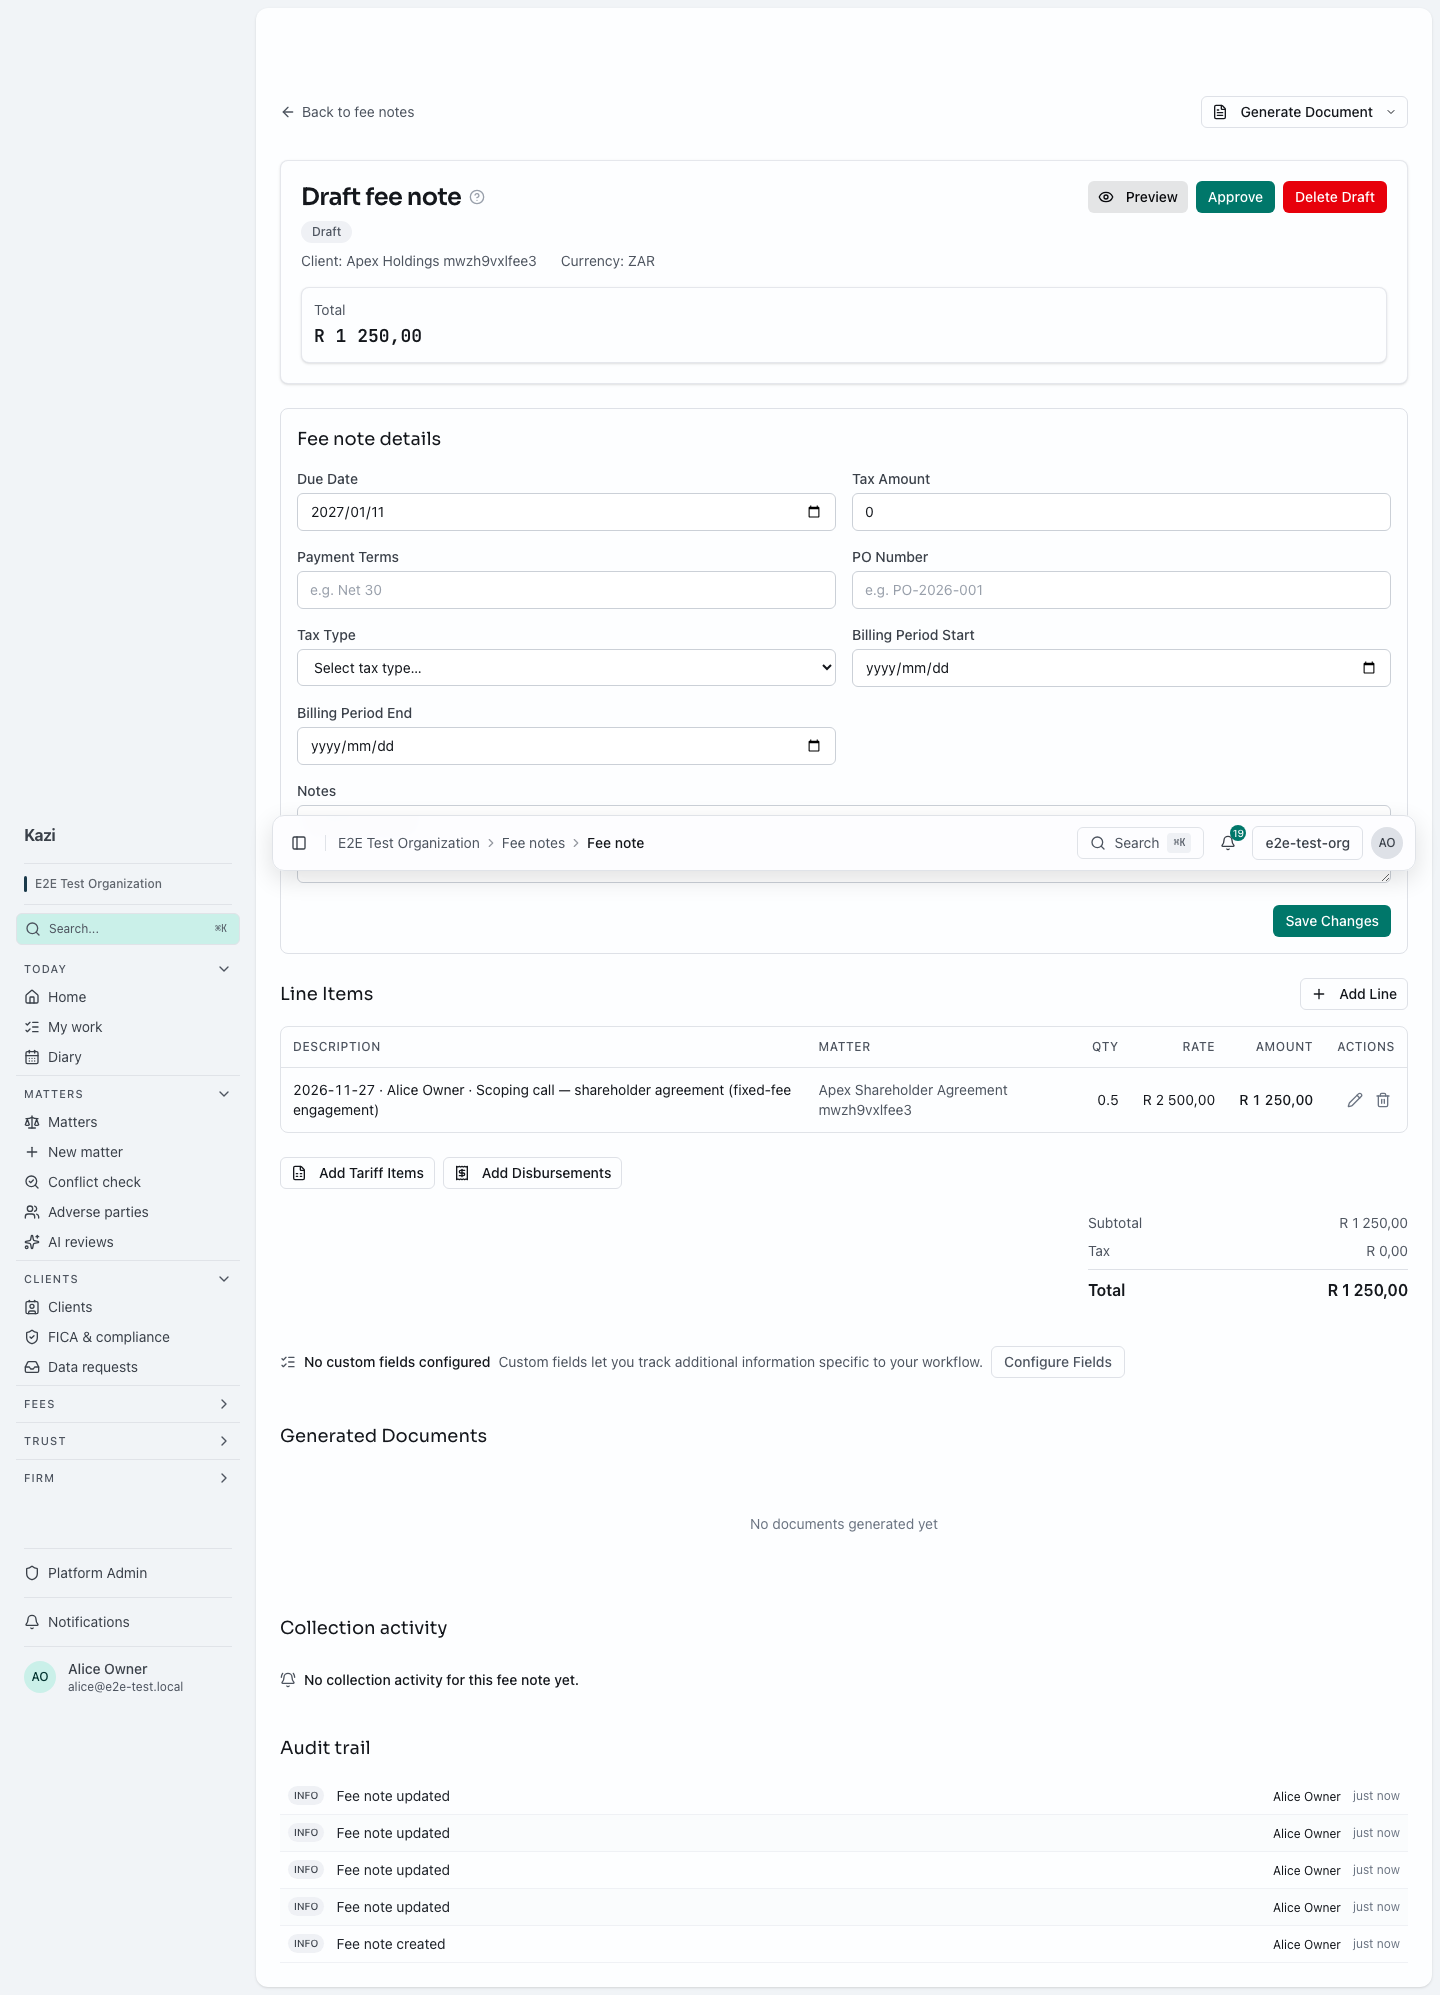 Back to fee notes
Generate Document
Draft fee note
Preview
Approve
Delete Draft
Draft
Client: Apex Holdings mwzh9vxlfee3
Currency: ZAR
Total
R 1 250,00
Fee note details
Due Date
Tax Amount
2027/01/11
0
Payment Terms
PO Number
e.g. Net 30
e.g. PO-2026-001
Tax Type
Billing Period Start
Select tax type...
yyyy/mm/dd
Billing Period End
yyyy/mm/dd
Notes
E2E Test Organization
Fee notes
Fee note
Search ⌘K
19
e2e-test-org
AO
Save Changes
Kazi
E2E Test Organization
Search... ⌘K
TODAY
Home
My work
Diary
MATTERS
Matters
New matter
Conflict check
Adverse parties
AI reviews
CLIENTS
Clients
FICA & compliance
Data requests
FEES
TRUST
FIRM
Platform Admin
Notifications
AO
Alice Owner
alice@e2e-test.local
Line Items
Add Line
DESCRIPTION MATTER QTY RATE AMOUNT ACTIONS
2026-11-27 · Alice Owner · Scoping call — shareholder agreement (fixed-fee
engagement)
Apex Shareholder Agreement
mwzh9vxlfee3
0.5 R 2 500,00 R 1 250,00
Add Tariff Items
Add Disbursements
Subtotal R 1 250,00
Tax R 0,00
Total R 1 250,00
No custom fields configured Custom fields let you track additional information specific to your workflow.
Configure Fields
Generated Documents
No documents generated yet
Collection activity
No collection activity for this fee note yet.
Audit trail
INFO Fee note updated Alice Owner just now
INFO Fee note updated Alice Owner just now
INFO Fee note updated Alice Owner just now
INFO Fee note updated Alice Owner just now
INFO Fee note created Alice Owner just now